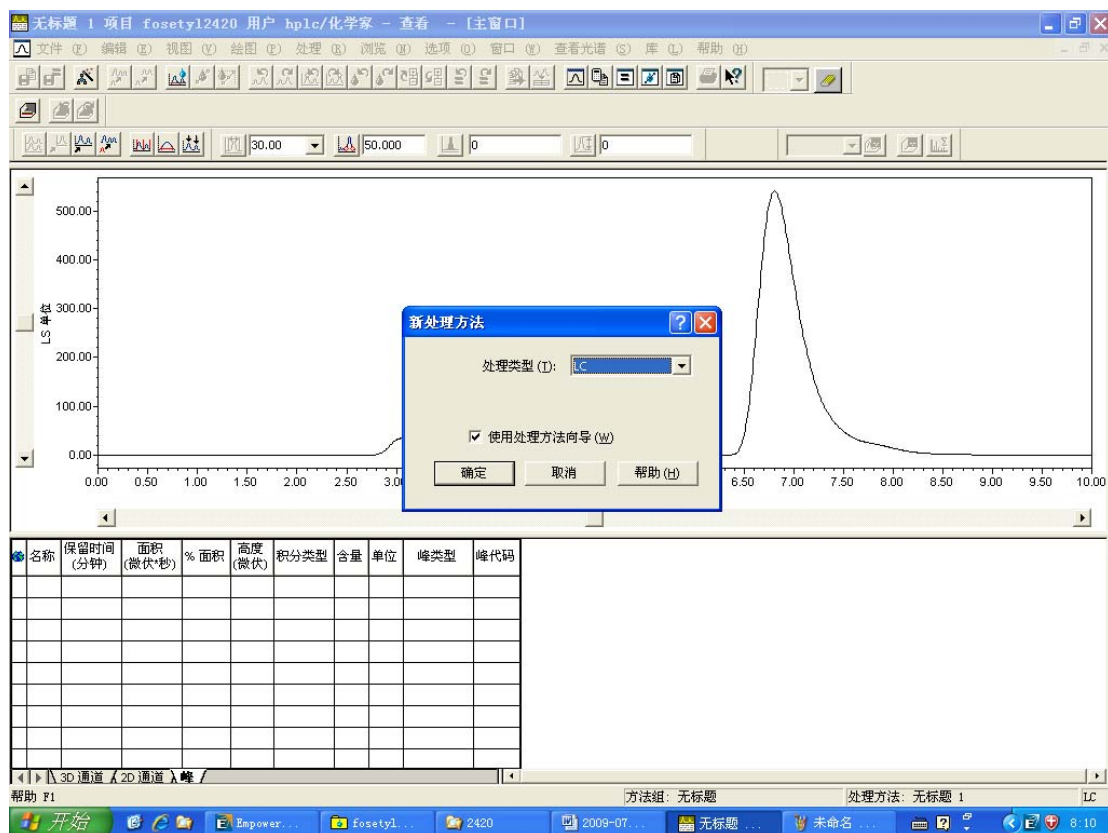 无标题 1 项目 fosetyl2420 用户 hplc/化学家 - 查看 - [主窗口]
文件 (F) 编辑 (E) 视图 (V) 绘图 (P) 处理 (R) 浏览 (N) 选项 (O) 窗口 (W) 查看光谱 (S) 库 (L) 帮助 (H)
30.00 50.000 0 0
LS 单位
500.00
400.00
300.00
200.00
100.00
0.00
0.00 0.50 1.00 1.50 2.00 2.50 3.0 6.50 7.00 7.50 8.00 8.50 9.00 9.50 10.00
新处理方法
处理类型 (T): LC
使用处理方法向导 (W)
确定 取消 帮助 (H)
名称 保留时间 (分钟) 面积 (微伏*秒) % 面积 高度 (微伏) 积分类型 含量 单位 峰类型 峰代码
3D 通道 2D 通道 峰
帮助 F1 方法组: 无标题 处理方法: 无标题 1 LC
开始 Empower... fosetyl... 2420 2009-07... 无标题 ... 未命名 ... 8:10